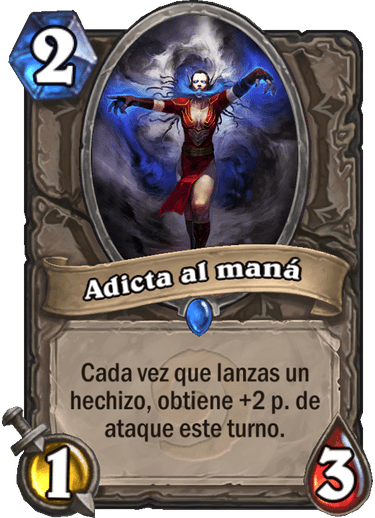 2
Adicta al maná
Cada vez que lanzas un
hechizo, obtiene +2 p. de
ataque este turno.
1
3